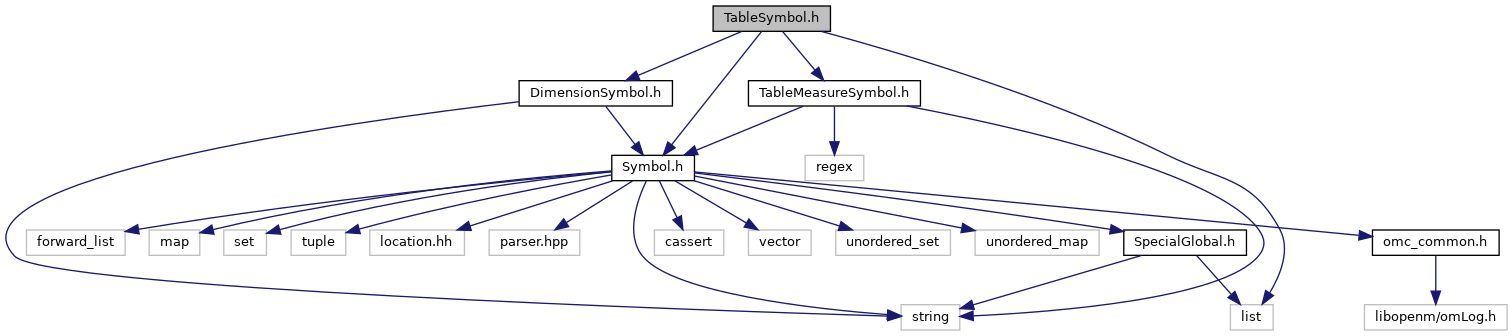 TableSymbol.h
DimensionSymbol.h
TableMeasureSymbol.h
Symbol.h
regex
forward_list
map
set
tuple
location.hh
parser.hpp
cassert
vector
unordered_set
unordered_map
SpecialGlobal.h
omc_common.h
string
list
libopenm/omLog.h